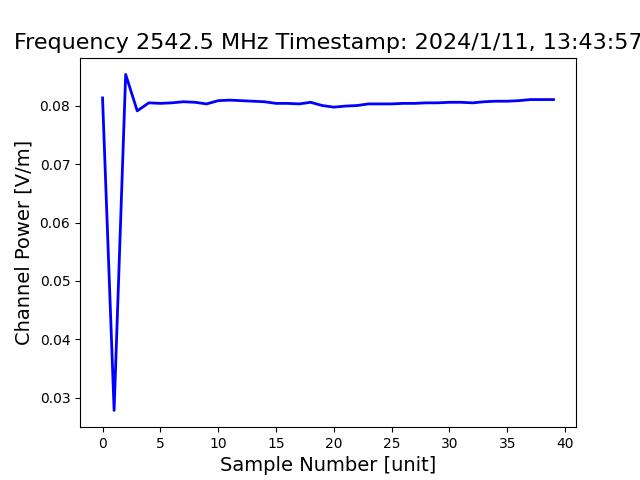 Frequency 2542.5 MHz Timestamp: 2024/1/11, 13:43:57
Channel Power [V/m]
0.08
0.07
0.06
0.05
0.04
0.03
0 5 10 15 20 25 30 35 40
Sample Number [unit]